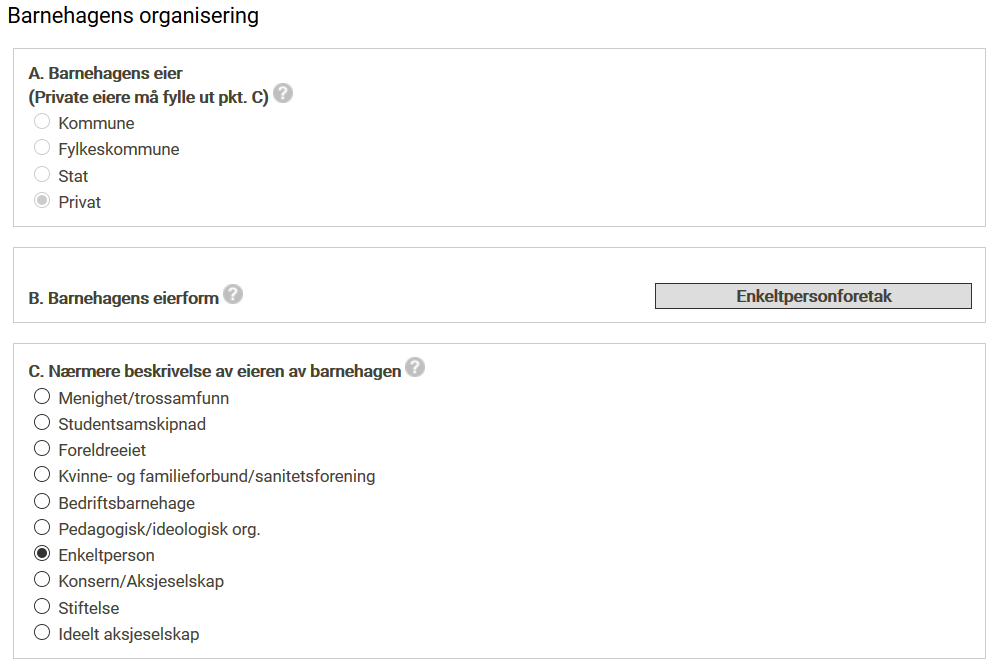 Barnehagens organisering
A. Barnehagens eier
(Private eiere må fylle ut pkt. C) ?
Kommune
Fylkeskommune
Stat
Privat
B. Barnehagens eierform ? Enkeltpersonforetak
C. Nærmere beskrivelse av eieren av barnehagen ?
Menighet/trossamfunn
Studentsamskipnad
Foreldreeiet
Kvinne- og familieforbund/sanitetsforening
Bedriftsbarnehage
Pedagogisk/ideologisk org.
Enkeltperson
Konsern/Aksjeselskap
Stiftelse
Ideelt aksjeselskap